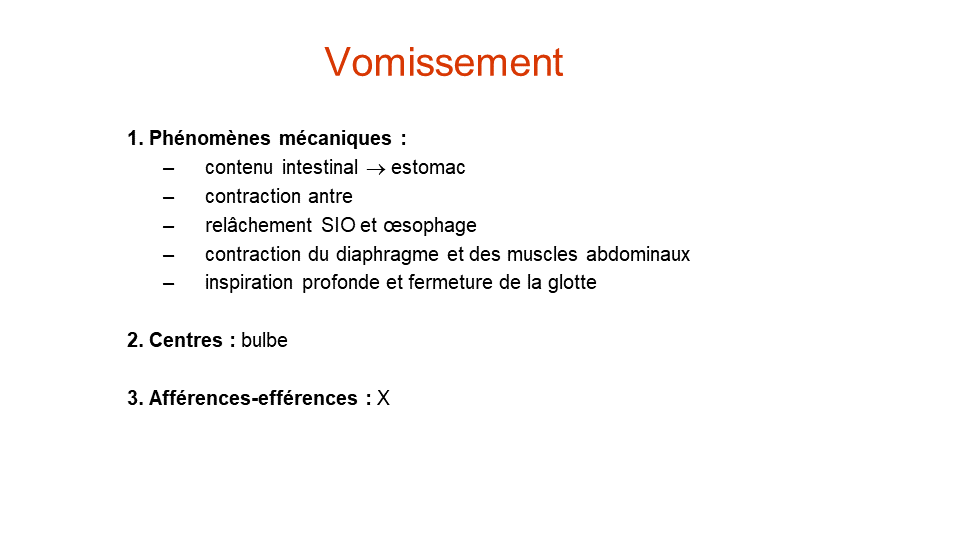 Vomissement
1. Phénomènes mécaniques :
– contenu intestinal → estomac
– contraction antre
– relâchement SIO et œsophage
– contraction du diaphragme et des muscles abdominaux
– inspiration profonde et fermeture de la glotte
2. Centres : bulbe
3. Afférences-efférences : X